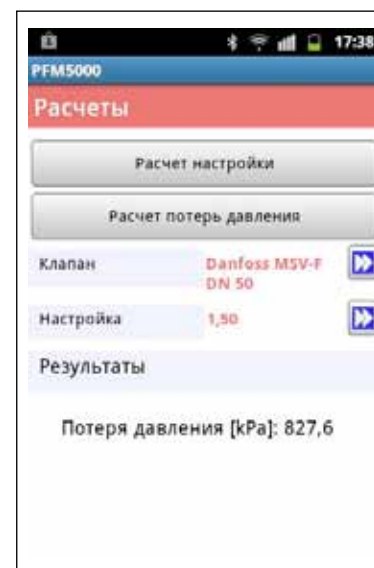 17:38
PFM5000
Расчеты
Расчет настройки
Расчет потерь давления
Клапан
Danfoss MSV-F
DN 50
Настройка
1,50
Результаты
Потеря давления [kPa]: 827,6